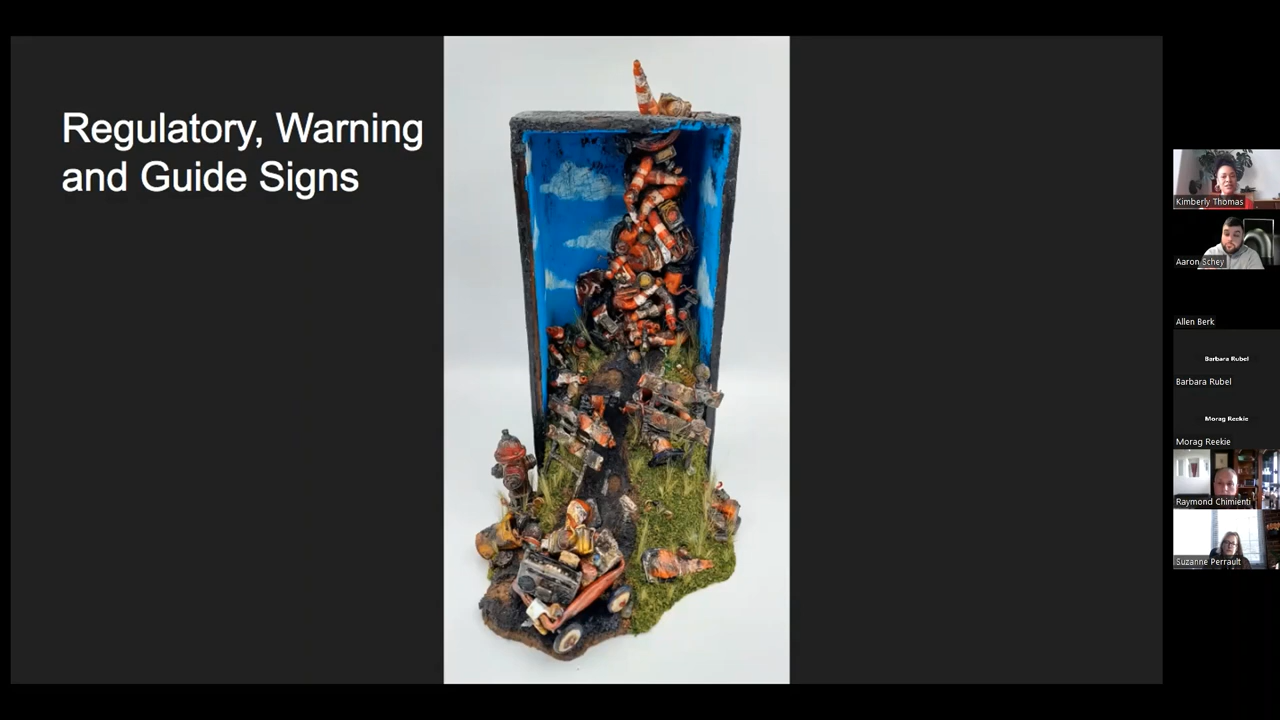 Regulatory, Warning
and Guide Signs
Kimberly Thomas
Aaron Schey
Allen Berk
Barbara Rubel
Barbara Rubel
Morag Reekie
Morag Reekie
Raymond Chimienti
Suzanne Perrault